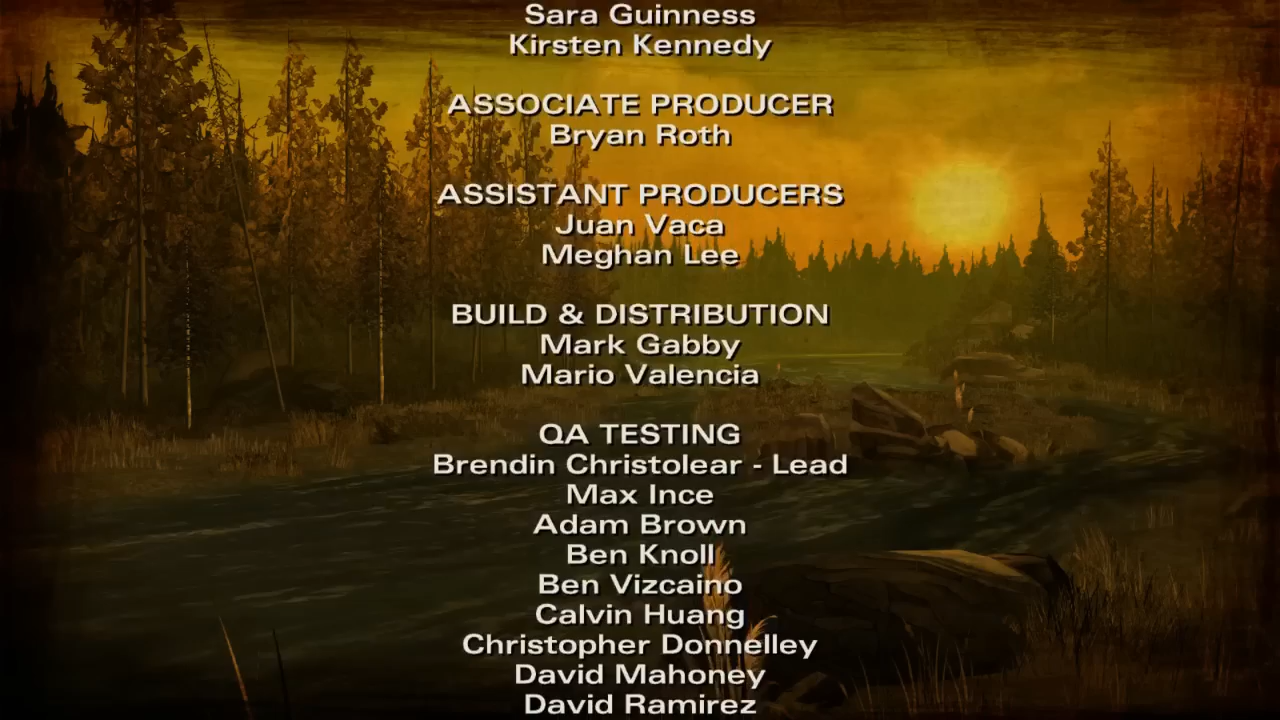 Sara Guinness
Kirsten Kennedy
ASSOCIATE PRODUCER
Bryan Roth
ASSISTANT PRODUCERS
Juan Vaca
Meghan Lee
BUILD & DISTRIBUTION
Mark Gabby
Mario Valencia
QA TESTING
Brendin Christolear - Lead
Max Ince
Adam Brown
Ben Knoll
Ben Vizcaino
Calvin Huang
Christopher Donnelley
David Mahoney
David Ramirez